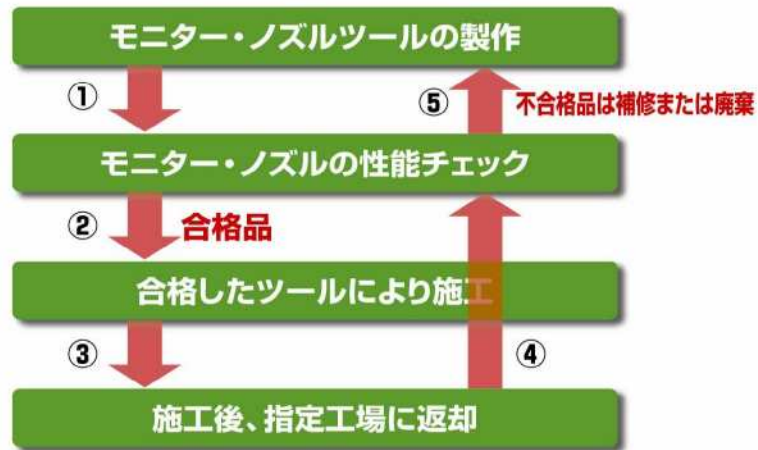 モニター・ノズルツールの製作
①
⑤
不合格品は補修または廃棄
モニター・ノズルの性能チェック
②
合格品
合格したツールにより施工
③
④
施工後、指定工場に返却